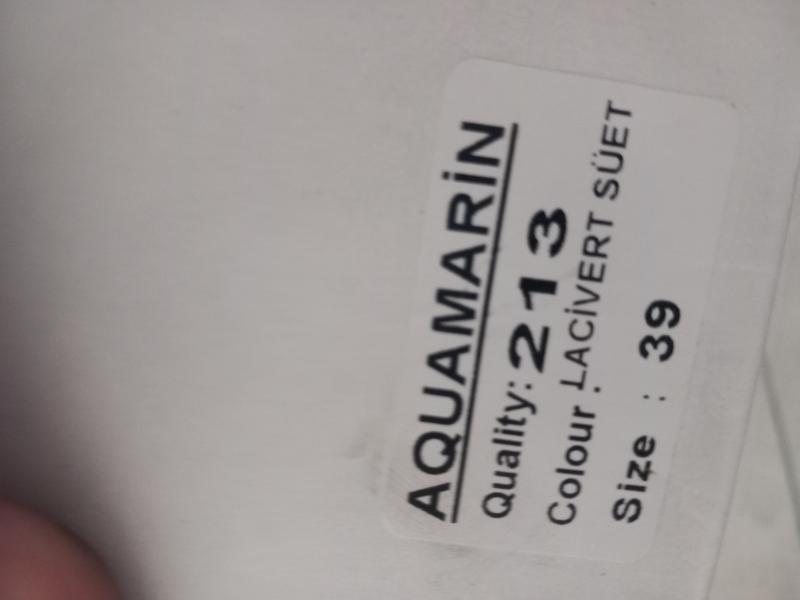 AQUAMARİN
Quality: 213
Colour : LACİVERT SÜET
Size : 39